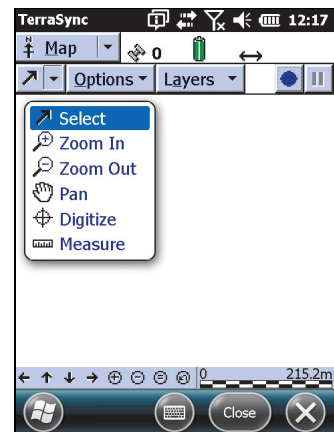 TerraSync 12:17
N Map 0
Options Layers
Select
Zoom In
Zoom Out
Pan
Digitize
Measure
0 215.2m
Close